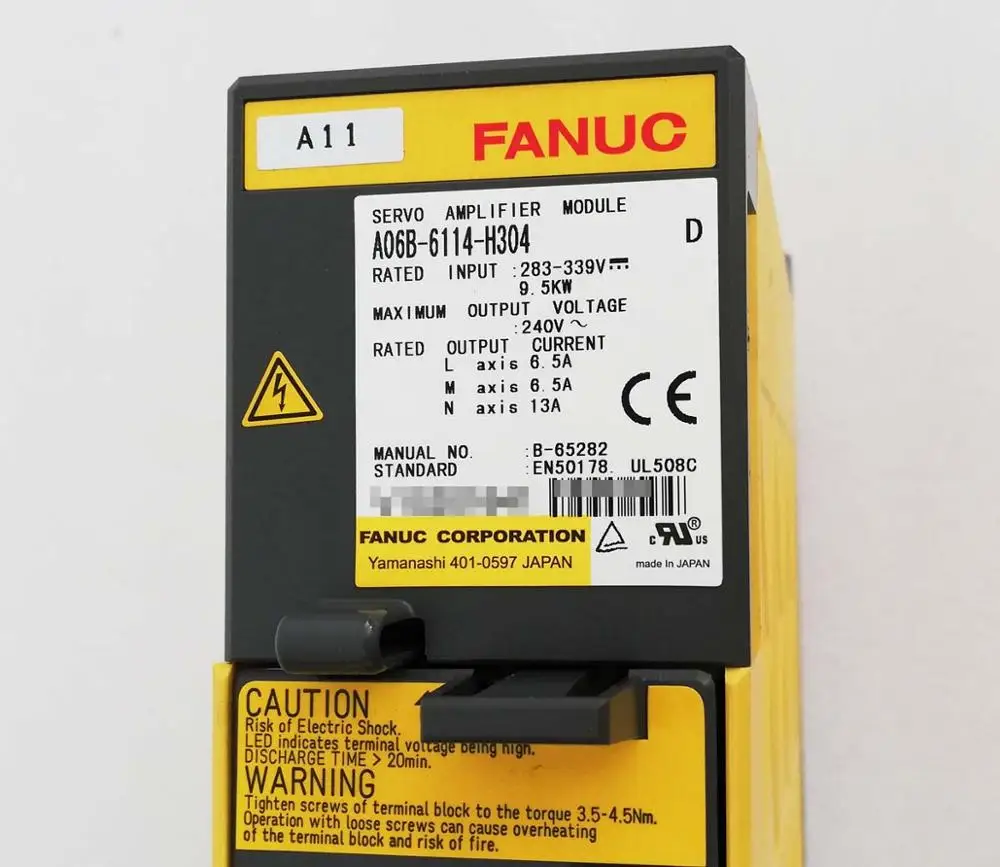 A11
FANUC
SERVO AMPLIFIER MODULE
A06B-6114-H304
D
RATED INPUT :283-339V
9.5KW
MAXIMUM OUTPUT VOLTAGE
:240V~
RATED OUTPUT CURRENT
L axis 6.5A
M axis 6.5A
N axis 13A
CE
MANUAL NO. :B-65282
STANDARD :EN50178. UL508C
FANUC CORPORATION
Yamanashi 401-0597 JAPAN
c RU ® US
made In JAPAN
CAUTION
Risk of Electric Shock.
LED indicates terminal voltage being high.
DISCHARGE TIME > 20min.
WARNING
Tighten screws of terminal block to the torque 3.5-4.5Nm.
Operation with loose screws can cause overheating
of the terminal block and risk of fire.